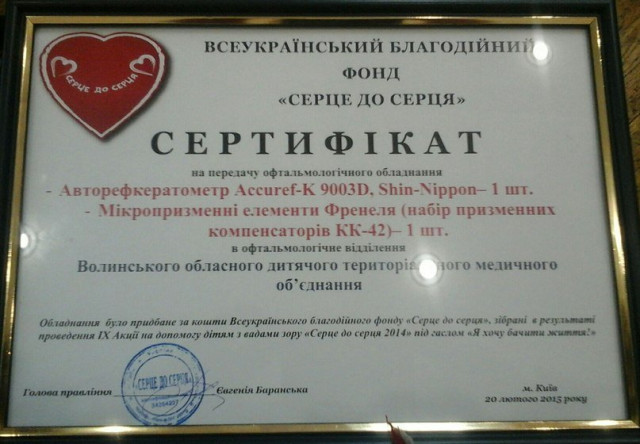 СЕРЦЕ ДО СЕРЦЯ
ВСЕУКРАЇНСЬКИЙ БЛАГОДІЙНИЙ
ФОНД
«СЕРЦЕ ДО СЕРЦЯ»
СЕРТИФІКАТ
на передачу офтальмологічного обладнання
- Авторефкератометр Accuref-K 9003D, Shin-Nippon– 1 шт.
- Мікропризменні елементи Френеля (набір призменних
компенсаторів КК-42)– 1 шт.
в офтальмологічне відділення
Волинського обласного дитячого територіального медичного
об’єднання
Обладнання було придбане за кошти Всеукраїнського благодійного фонду «Серце до серця», зібрані в результаті
проведення IX Акції на допомогу дітям з вадами зору «Серце до серця 2014» під гаслом «Я хочу бачити життя!»
«СЕРЦЕ ДО СЕРЦЯ»
Голова правління Євгенія Баранська
м. Київ
20 лютого 2015 року